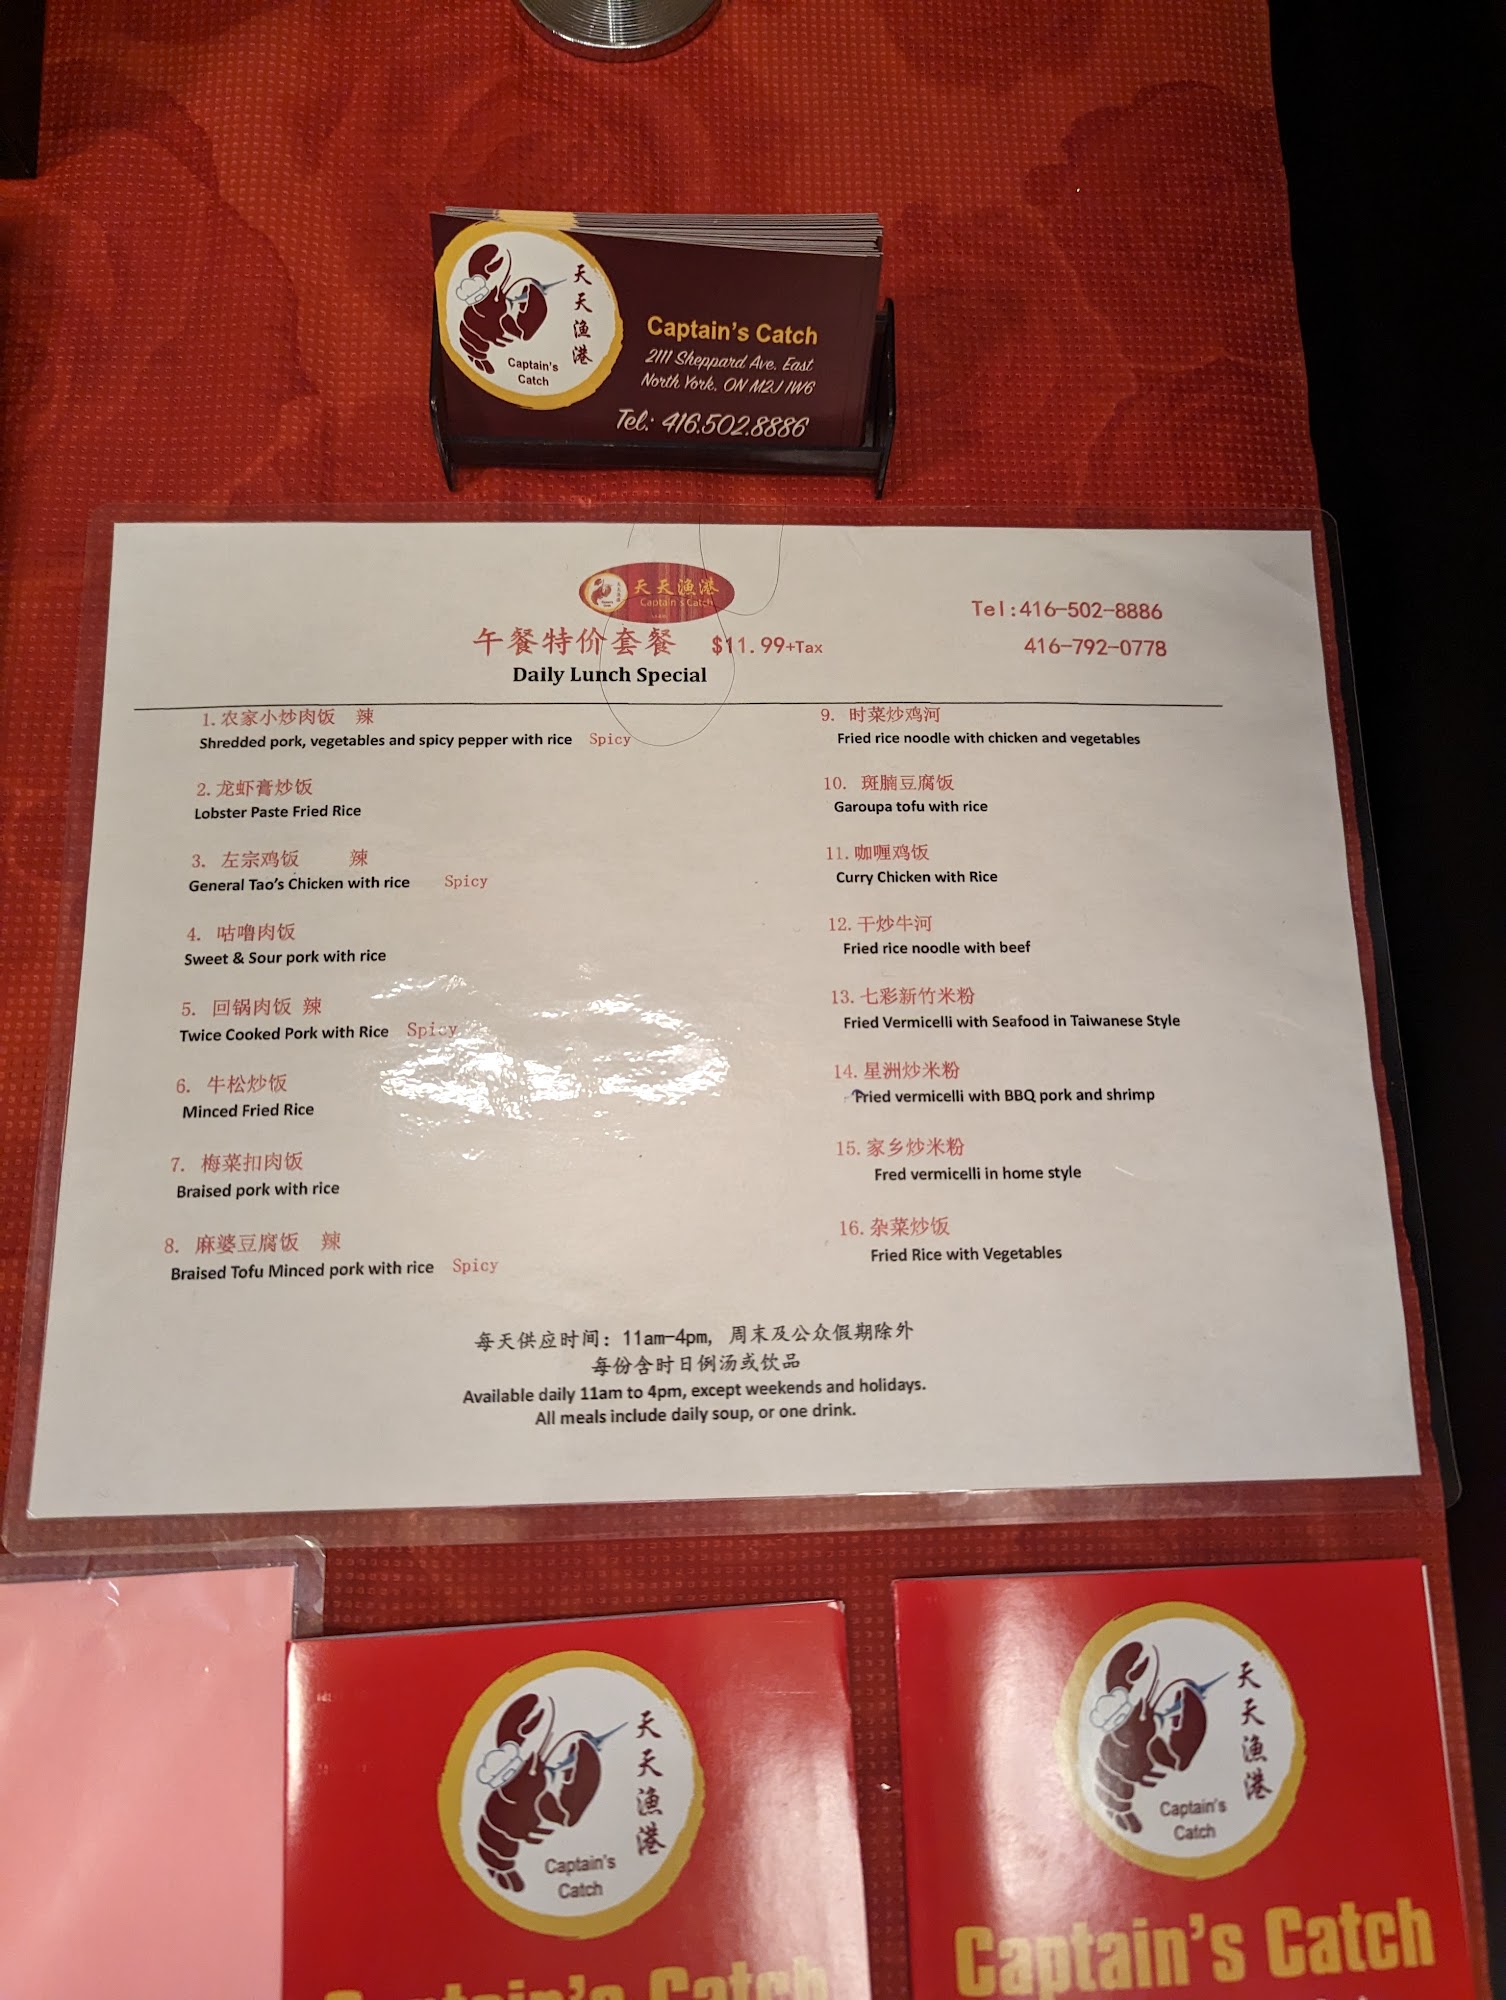 天天漁港
Captain's
Catch
Captain's Catch
2111 Sheppard Ave. East
North York, ON M2J 1W6
Tel.: 416.502.8886
天天漁港
Captain's Catch
Tel:416-502-8886
416-792-0778
午餐特价套餐 $11.99+Tax
Daily Lunch Special
1. 农家小炒肉饭 辣
Shredded pork, vegetables and spicy pepper with rice Spicy
2. 龙虾膏炒饭
Lobster Paste Fried Rice
3. 左宗鸡饭 辣
General Tao's Chicken with rice Spicy
4. 咕噜肉饭
Sweet & Sour pork with rice
5. 回锅肉饭 辣
Twice Cooked Pork with Rice Spicy
6. 牛松炒饭
Minced Fried Rice
7. 梅菜扣肉饭
Braised pork with rice
8. 麻婆豆腐饭 辣
Braised Tofu Minced pork with rice Spicy
9. 时菜炒鸡河
Fried rice noodle with chicken and vegetables
10. 斑腩豆腐饭
Garoupa tofu with rice
11. 咖喱鸡饭
Curry Chicken with Rice
12. 干炒牛河
Fried rice noodle with beef
13. 七彩新竹米粉
Fried Vermicelli with Seafood in Taiwanese Style
14. 星洲炒米粉
Fried vermicelli with BBQ pork and shrimp
15. 家乡炒米粉
Fred vermicelli in home style
16. 杂菜炒饭
Fried Rice with Vegetables
每天供应时间: 11am-4pm, 周末及公众假期除外
每份含时日例汤或饮品
Available daily 11am to 4pm, except weekends and holidays.
All meals include daily soup, or one drink.
天天漁港
Captain's
Catch
Captain's Catch
天天漁港
Captain's
Catch
Captain's Catch